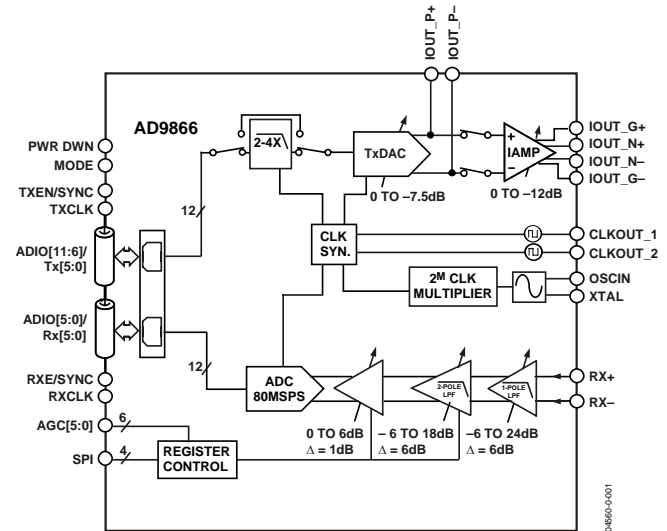 IOUT_P+
IOUT_P–
AD9866
PWR DWN
MODE
TXEN/SYNC
TXCLK
ADIO[11:6]/
Tx[5:0]
ADIO[5:0]/
Rx[5:0]
RXE/SYNC
RXCLK
AGC[5:0]
SPI
12
12
6
4
2-4X
TxDAC
0 TO –7.5dB
IAMP
+
–
0 TO –12dB
IOUT_G+
IOUT_N+
IOUT_N–
IOUT_G–
CLK
SYN.
CLKOUT_1
CLKOUT_2
2M CLK
MULTIPLIER
OSCIN
XTAL
ADC
80MSPS
2-POLE
LPF
1-POLE
LPF
RX+
RX–
0 TO 6dB
Δ = 1dB
– 6 TO 18dB
Δ = 6dB
–6 TO 24dB
Δ = 6dB
REGISTER
CONTROL
04560-0-001